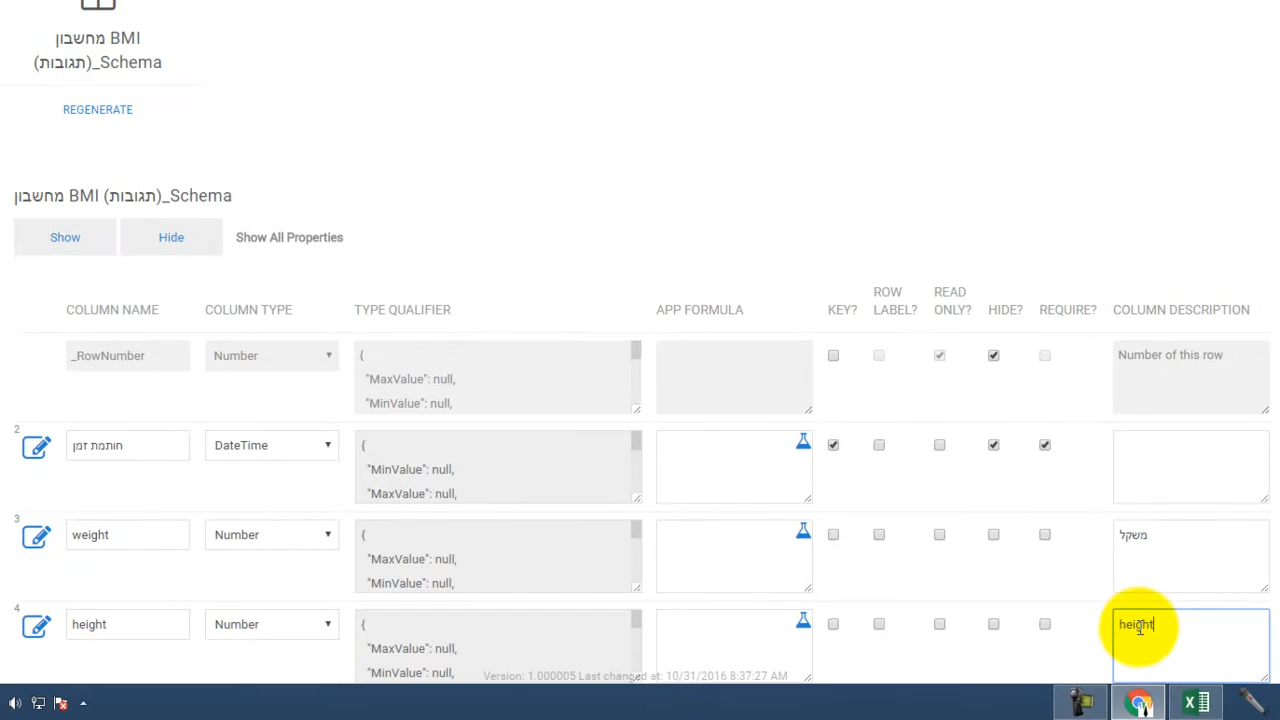 מחשבון BMI
(תגובות)_Schema
REGENERATE
מחשבון BMI (תגובות)_Schema
Show Hide Show All Properties
COLUMN NAME COLUMN TYPE TYPE QUALIFIER APP FORMULA KEY? ROW LABEL? READ ONLY? HIDE? REQUIRE? COLUMN DESCRIPTION
_RowNumber Number { Number of this row
"MaxValue": null,
"MinValue": null,
2
חותמת זמן DateTime {
"MinValue": null,
"MaxValue": null,
3
weight Number { משקל
"MaxValue": null,
"MinValue": null,
4
height Number { height
"MaxValue": null,
"MinValue": null,
Version: 1.000005 Last changed at: 10/31/2016 8:37:27 AM